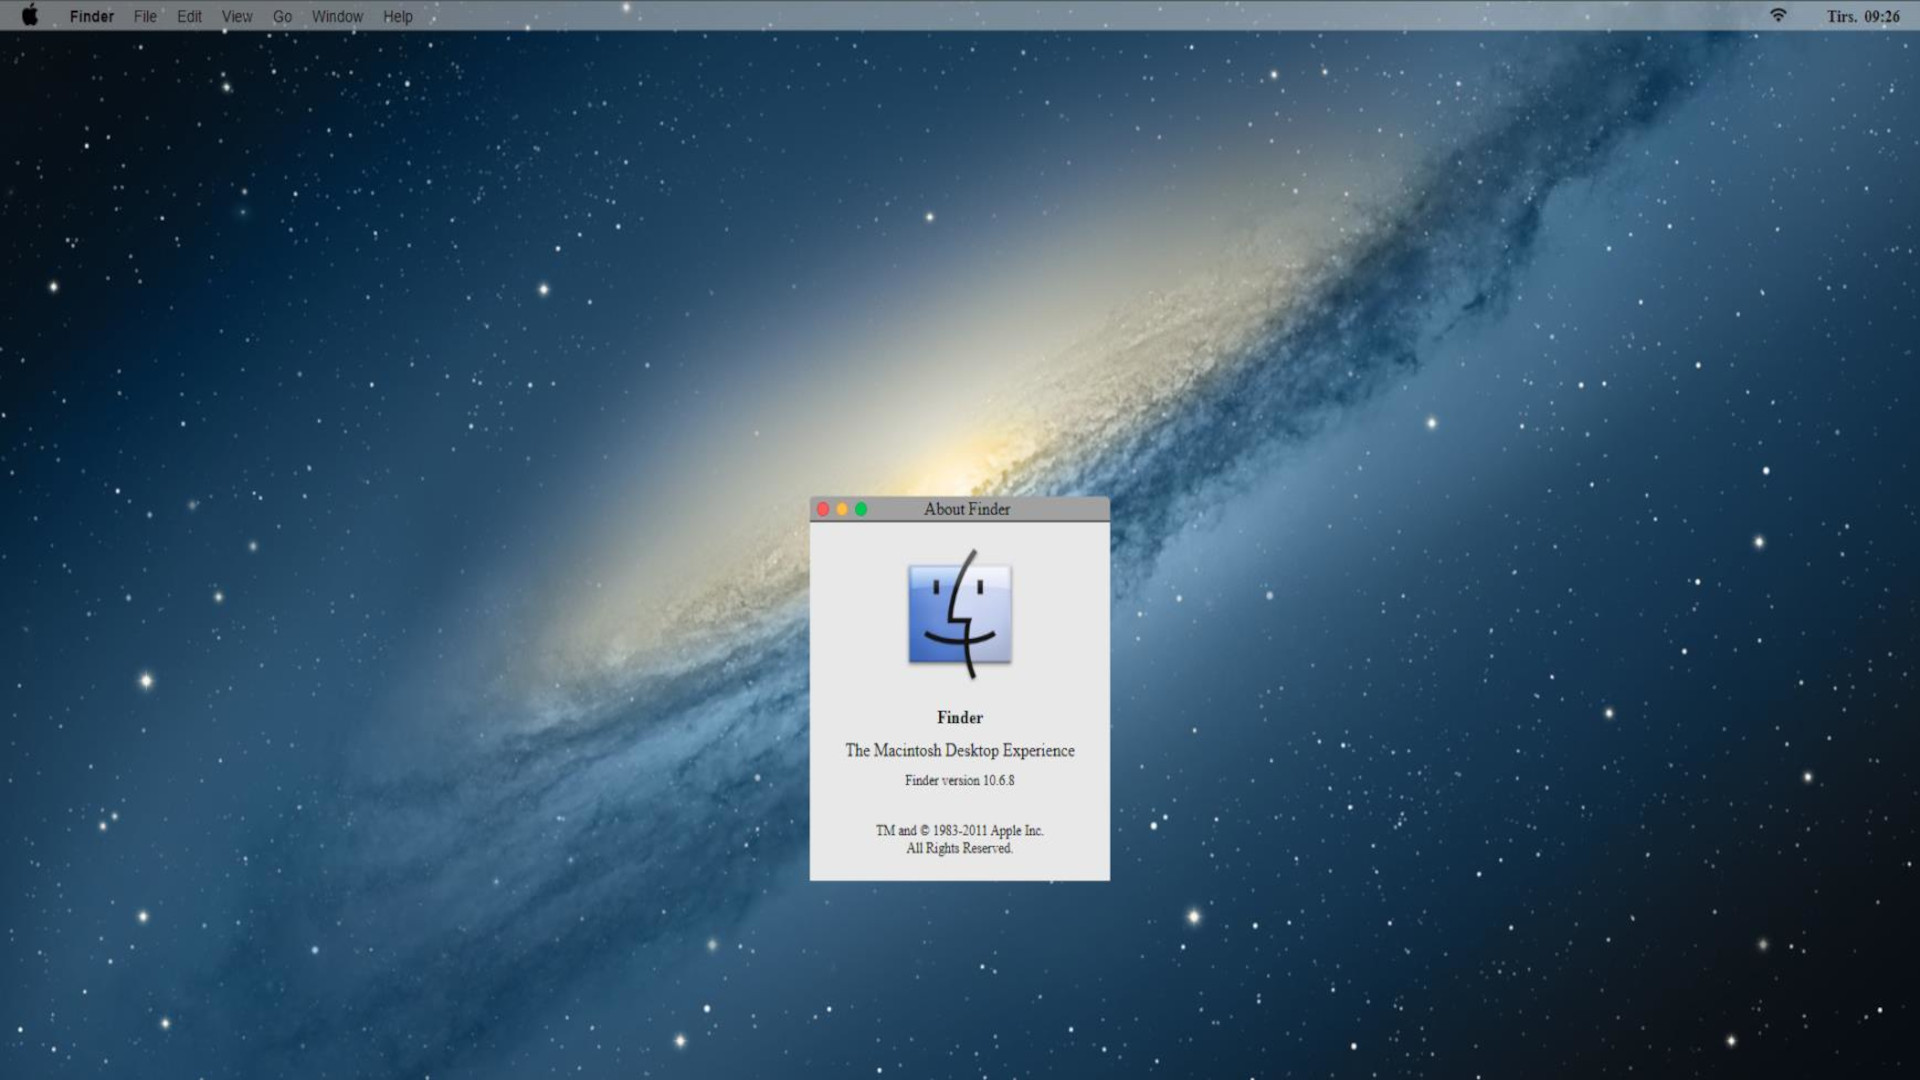 Finder File Edit View Go Window Help Tirs. 09:26
About Finder
Finder
The Macintosh Desktop Experience
Finder version 10.6.8
TM and © 1983-2011 Apple Inc.
All Rights Reserved.